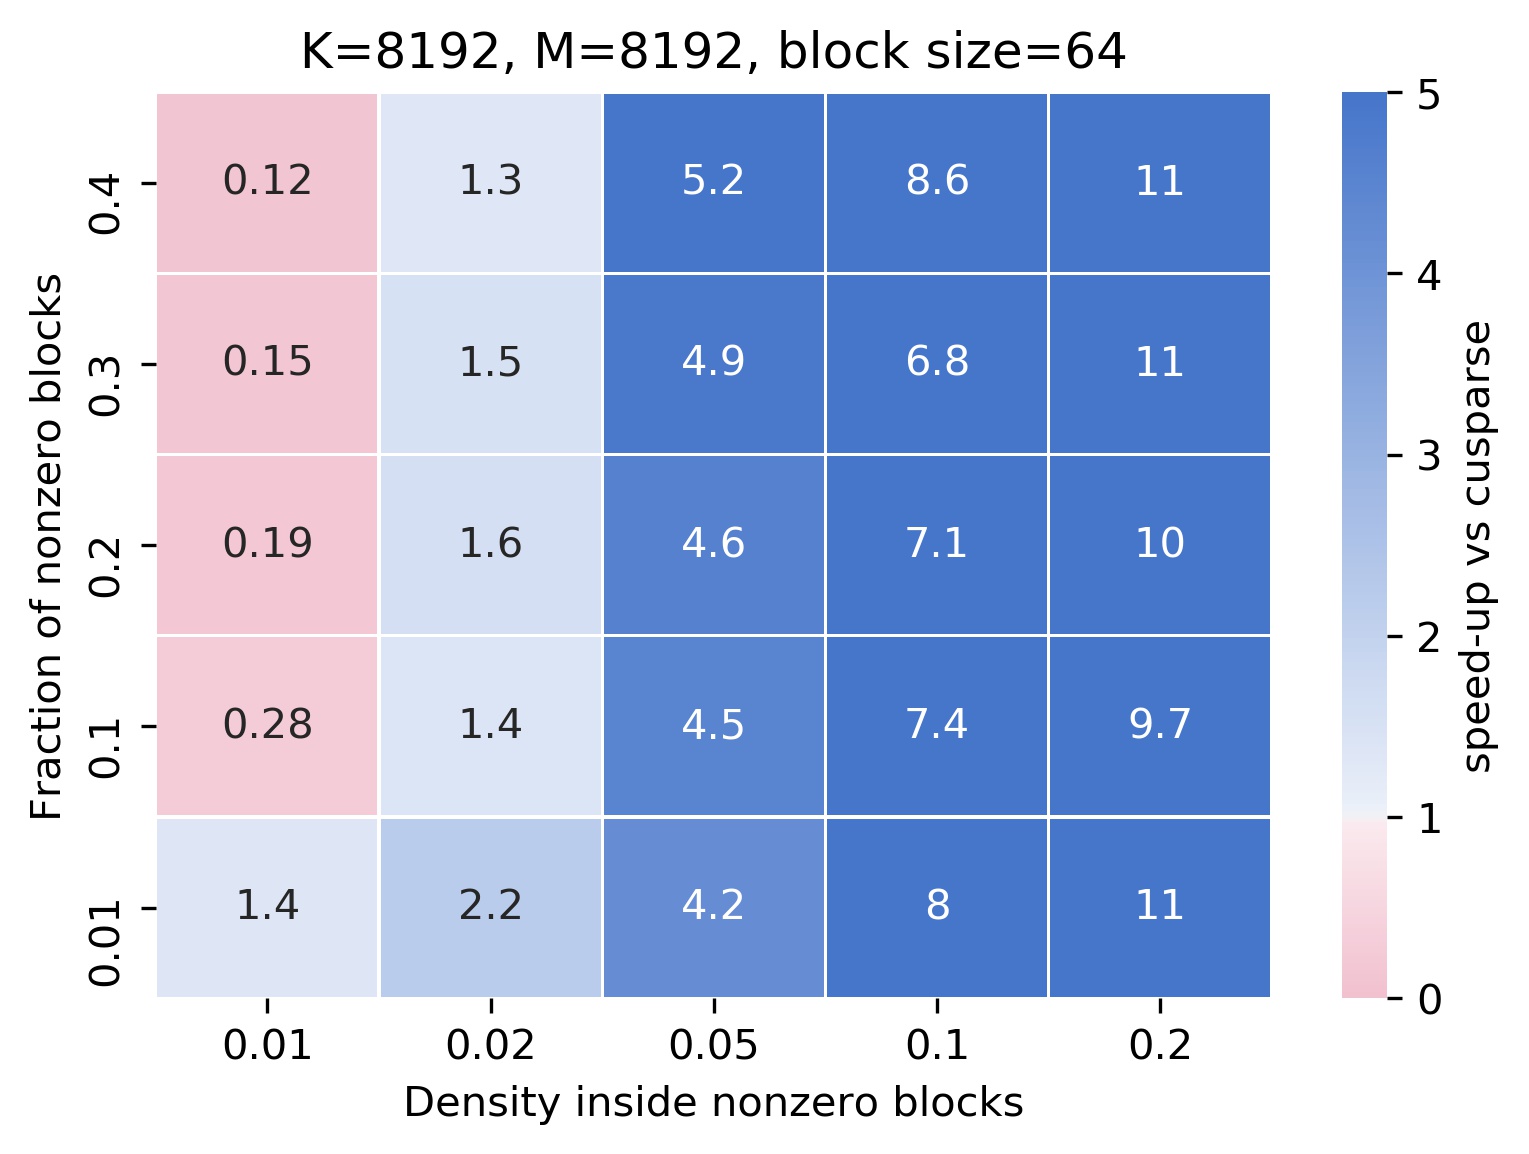 K=8192, M=8192, block size=64
Fraction of nonzero blocks
0.4 0.12 1.3 5.2 8.6 11
0.3 0.15 1.5 4.9 6.8 11
0.2 0.19 1.6 4.6 7.1 10
0.1 0.28 1.4 4.5 7.4 9.7
0.01 1.4 2.2 4.2 8 11
0.01 0.02 0.05 0.1 0.2
Density inside nonzero blocks
5
4
3
2
1
0
speed-up vs cusparse